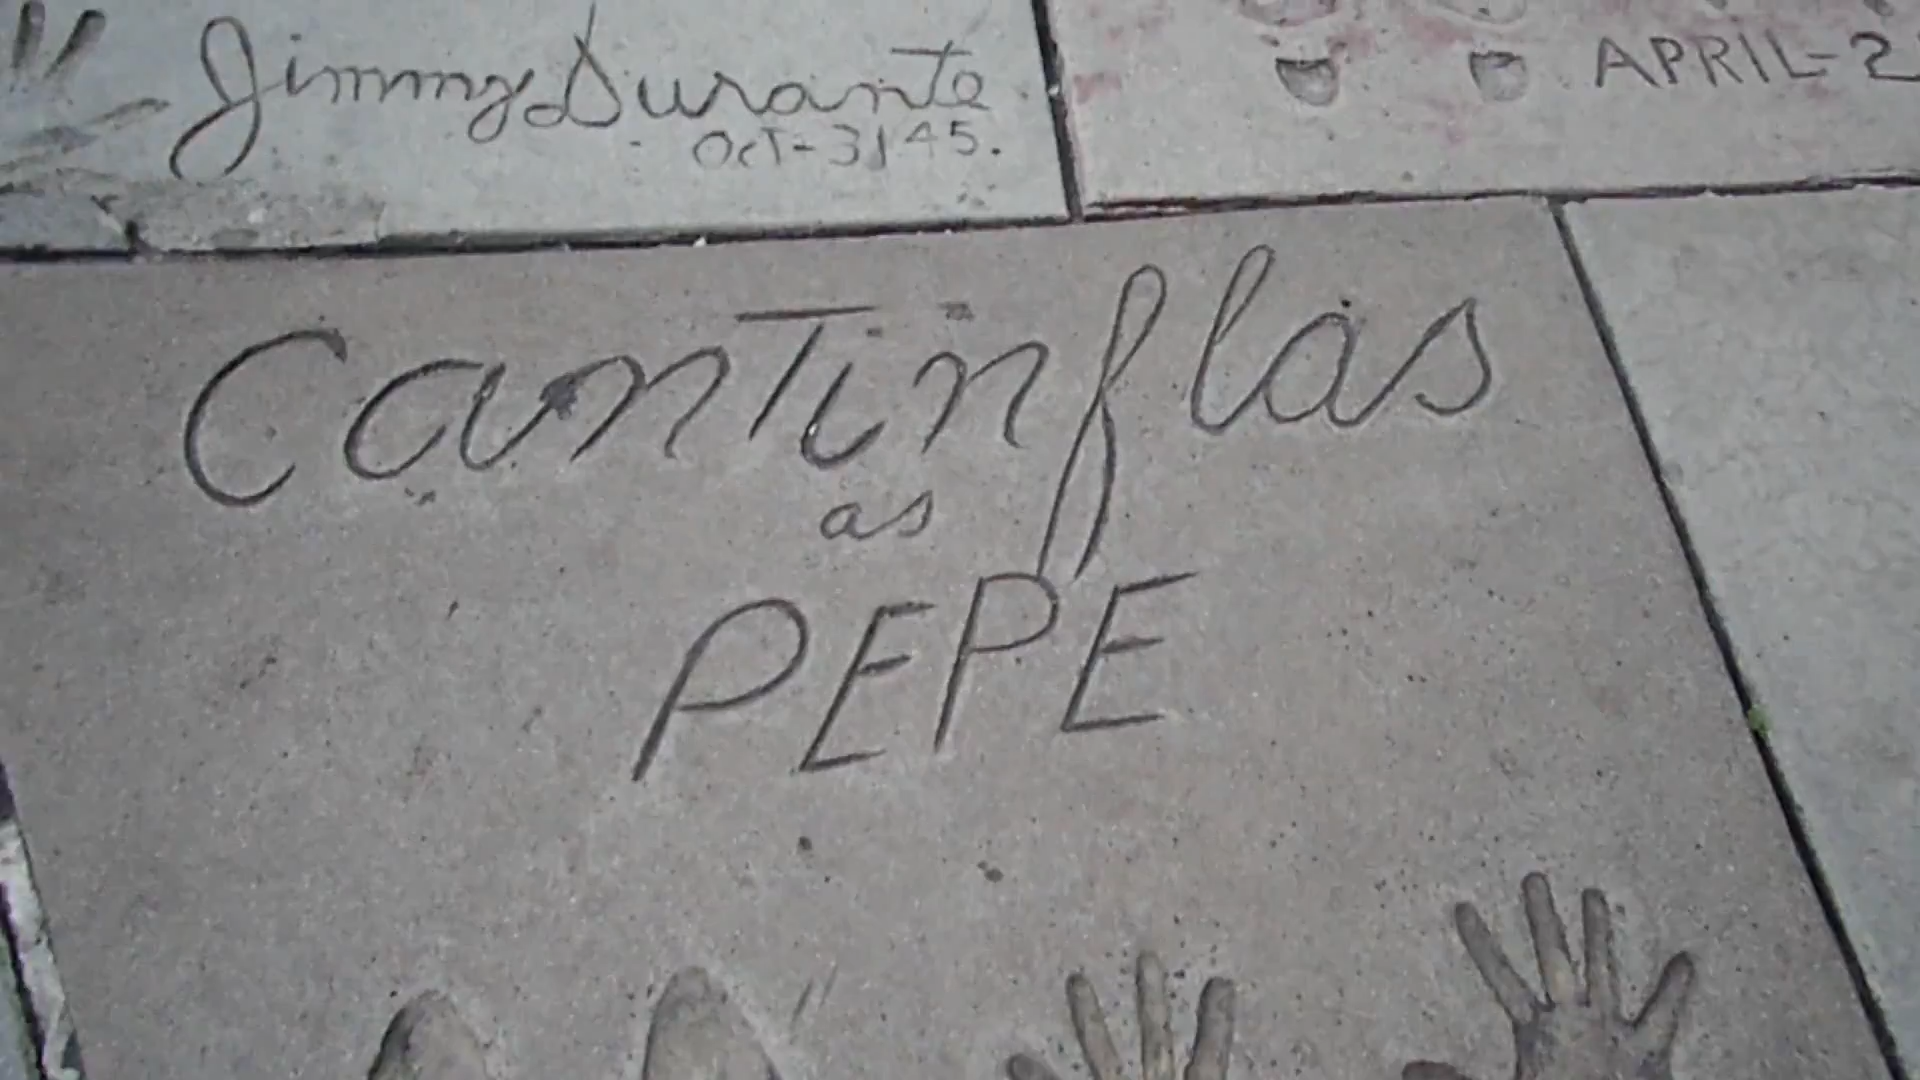 Jimmy Durante
OCT-31 45.
APRIL-2
Cantinflas
as
PEPE